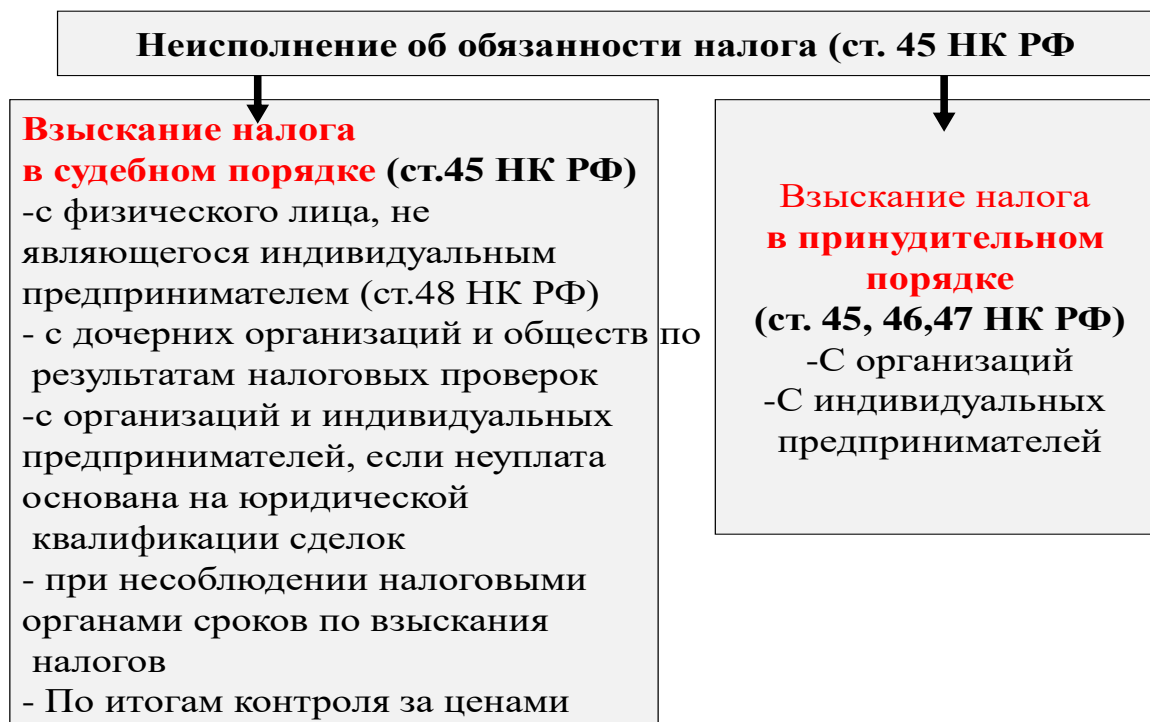 Неисполнение об обязанности налога (ст. 45 НК РФ
Взыскание налога
в судебном порядке (ст.45 НК РФ)
-с физического лица, не
являющегося индивидуальным
предпринимателем (ст.48 НК РФ)
- с дочерних организаций и обществ по
результатам налоговых проверок
-с организаций и индивидуальных
предпринимателей, если неуплата
основана на юридической
квалификации сделок
- при несоблюдении налоговыми
органами сроков по взыскания
налогов
- По итогам контроля за ценами
Взыскание налога
в принудительном
порядке
(ст. 45, 46,47 НК РФ)
-С организаций
-С индивидуальных
предпринимателей